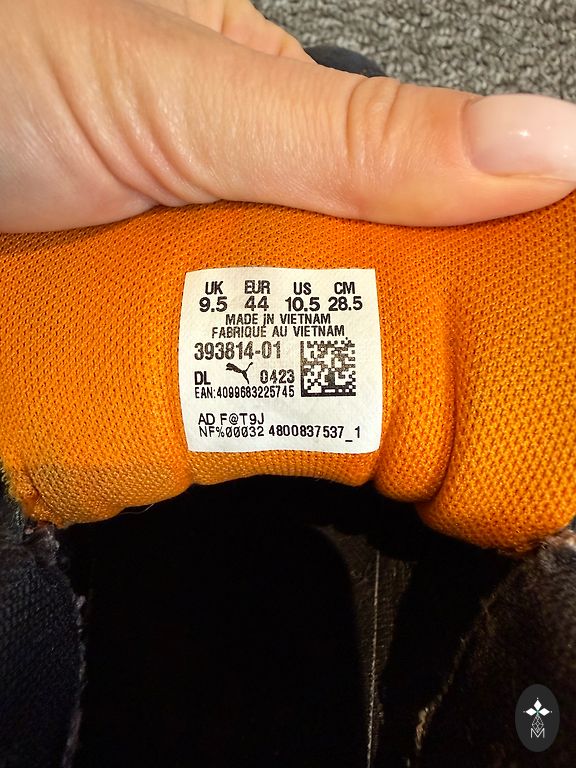 UK EUR US CM
9.5 44 10.5 28.5
MADE IN VIETNAM
FABRIQUÉ AU VIETNAM
393814-01
DL 0423
EAN:4099683225745
AD F@T9J
NF%00032 4800837537_1
M